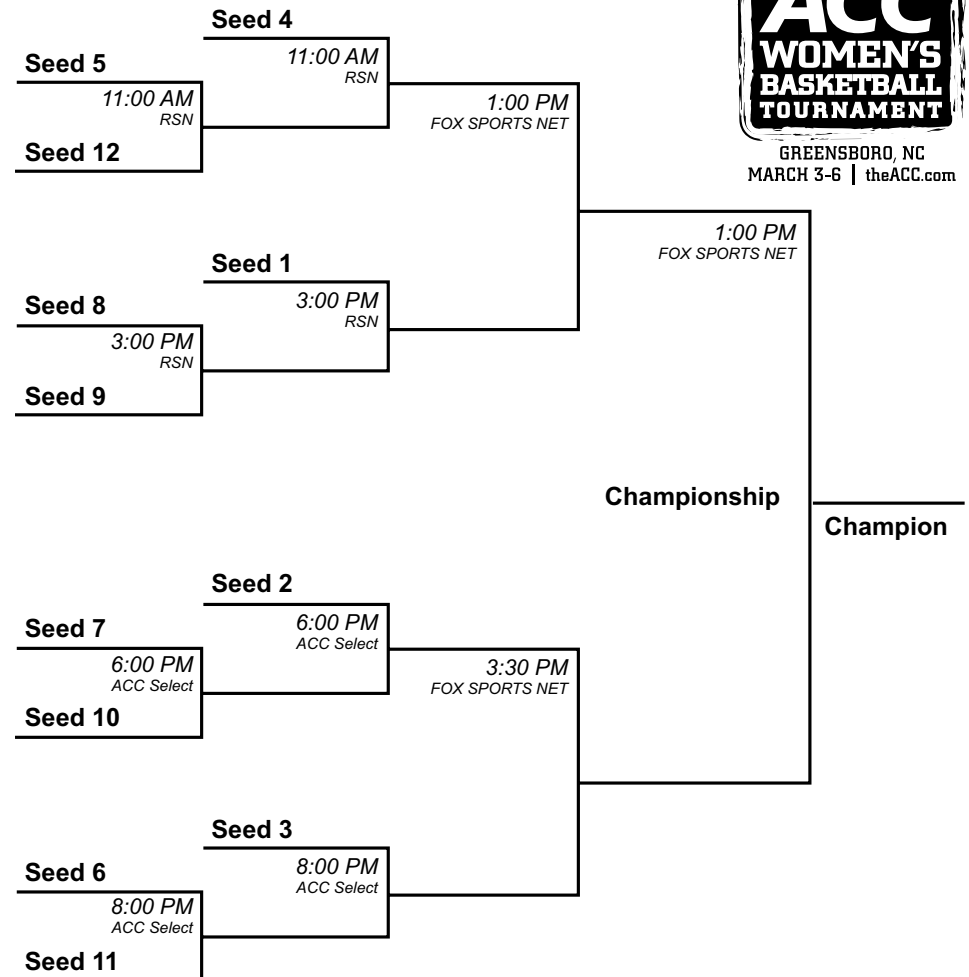 ACC
WOMEN'S
BASKETBALL
TOURNAMENT
GREENSBORO, NC
MARCH 3-6 | theACC.com
Seed 4
11:00 AM
RSN
Seed 5
11:00 AM
RSN
Seed 12
1:00 PM
FOX SPORTS NET
Seed 1
3:00 PM
RSN
Seed 8
3:00 PM
RSN
Seed 9
1:00 PM
FOX SPORTS NET
Championship
Champion
Seed 2
6:00 PM
ACC Select
Seed 7
6:00 PM
ACC Select
Seed 10
3:30 PM
FOX SPORTS NET
Seed 3
8:00 PM
ACC Select
Seed 6
8:00 PM
ACC Select
Seed 11